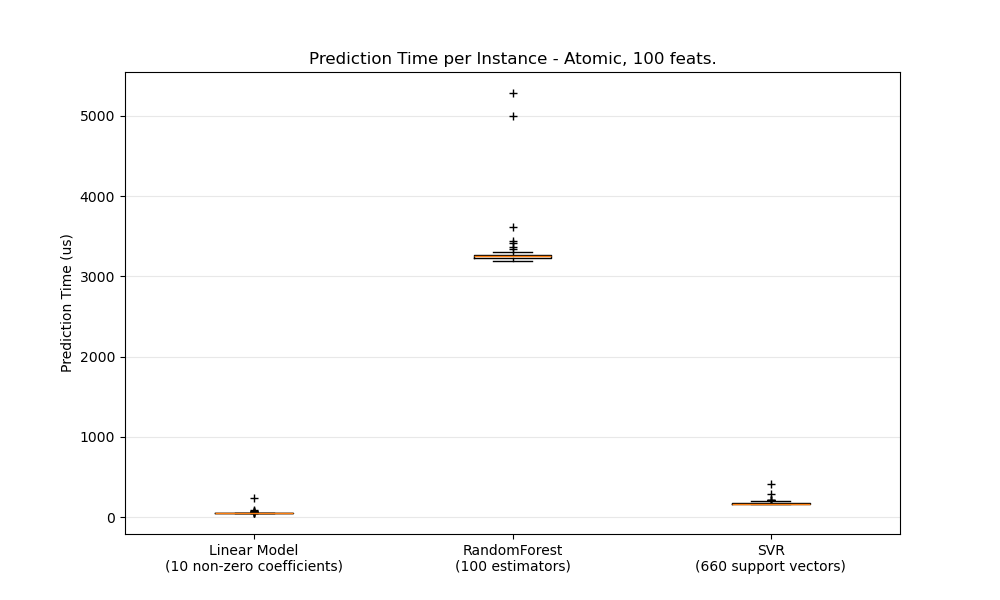 Prediction Time per Instance - Atomic, 100 feats.
Prediction Time (us)
5000
4000
3000
2000
1000
0
Linear Model
(10 non-zero coefficients)
RandomForest
(100 estimators)
SVR
(660 support vectors)